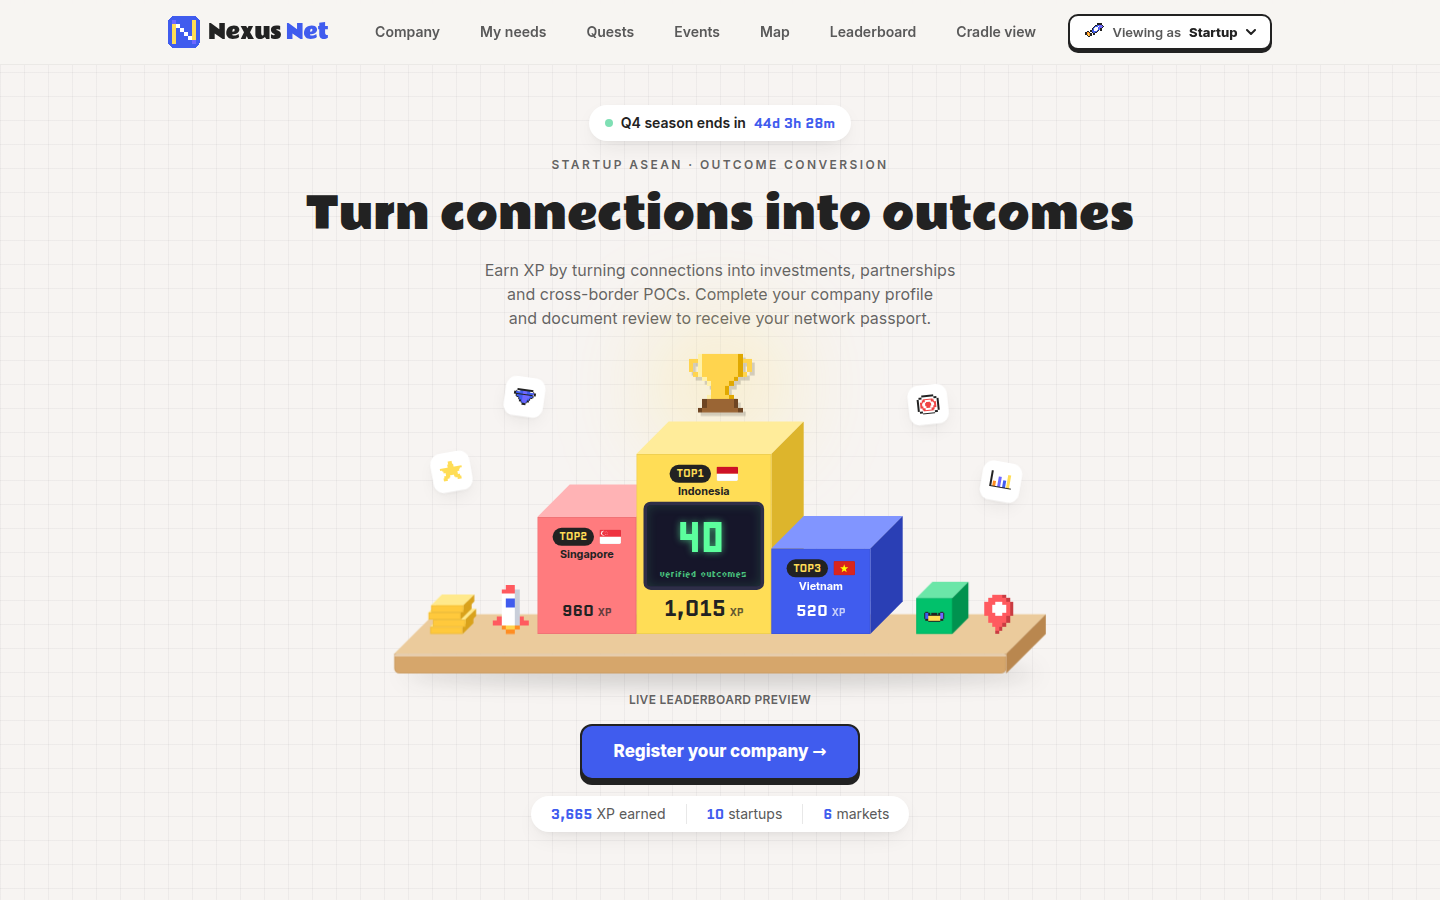 Nexus Net
Company
My needs
Quests
Events
Map
Leaderboard
Cradle view
Viewing as Startup
Q4 season ends in 44d 3h 28m
STARTUP ASEAN · OUTCOME CONVERSION
Turn connections into outcomes
Earn XP by turning connections into investments, partnerships
and cross-border POCs. Complete your company profile
and document review to receive your network passport.
TOP1
Indonesia
40
verified outcomes
1,015 XP
TOP2
Singapore
960 XP
TOP3
Vietnam
520 XP
LIVE LEADERBOARD PREVIEW
Register your company →
3,665 XP earned
10 startups
6 markets